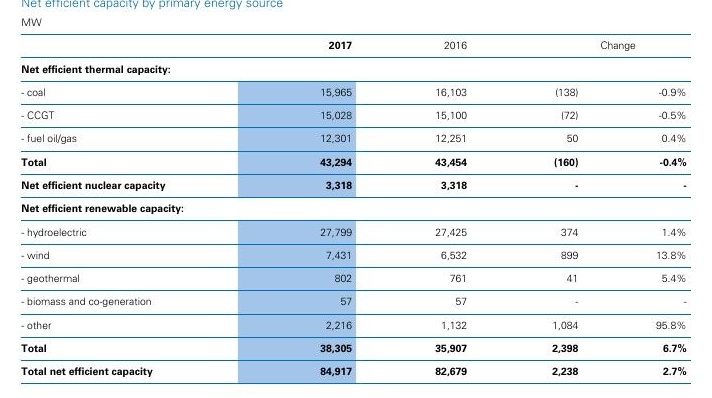 Net efficient capacity by primary energy source
MW
2017 2016 Change
Net efficient thermal capacity:
- coal 15,965 16,103 (138) -0.9%
- CCGT 15,028 15,100 (72) -0.5%
- fuel oil/gas 12,301 12,251 50 0.4%
Total 43,294 43,454 (160) -0.4%
Net efficient nuclear capacity 3,318 3,318 - -
Net efficient renewable capacity:
- hydroelectric 27,799 27,425 374 1.4%
- wind 7,431 6,532 899 13.8%
- geothermal 802 761 41 5.4%
- biomass and co-generation 57 57 - -
- other 2,216 1,132 1,084 95.8%
Total 38,305 35,907 2,398 6.7%
Total net efficient capacity 84,917 82,679 2,238 2.7%